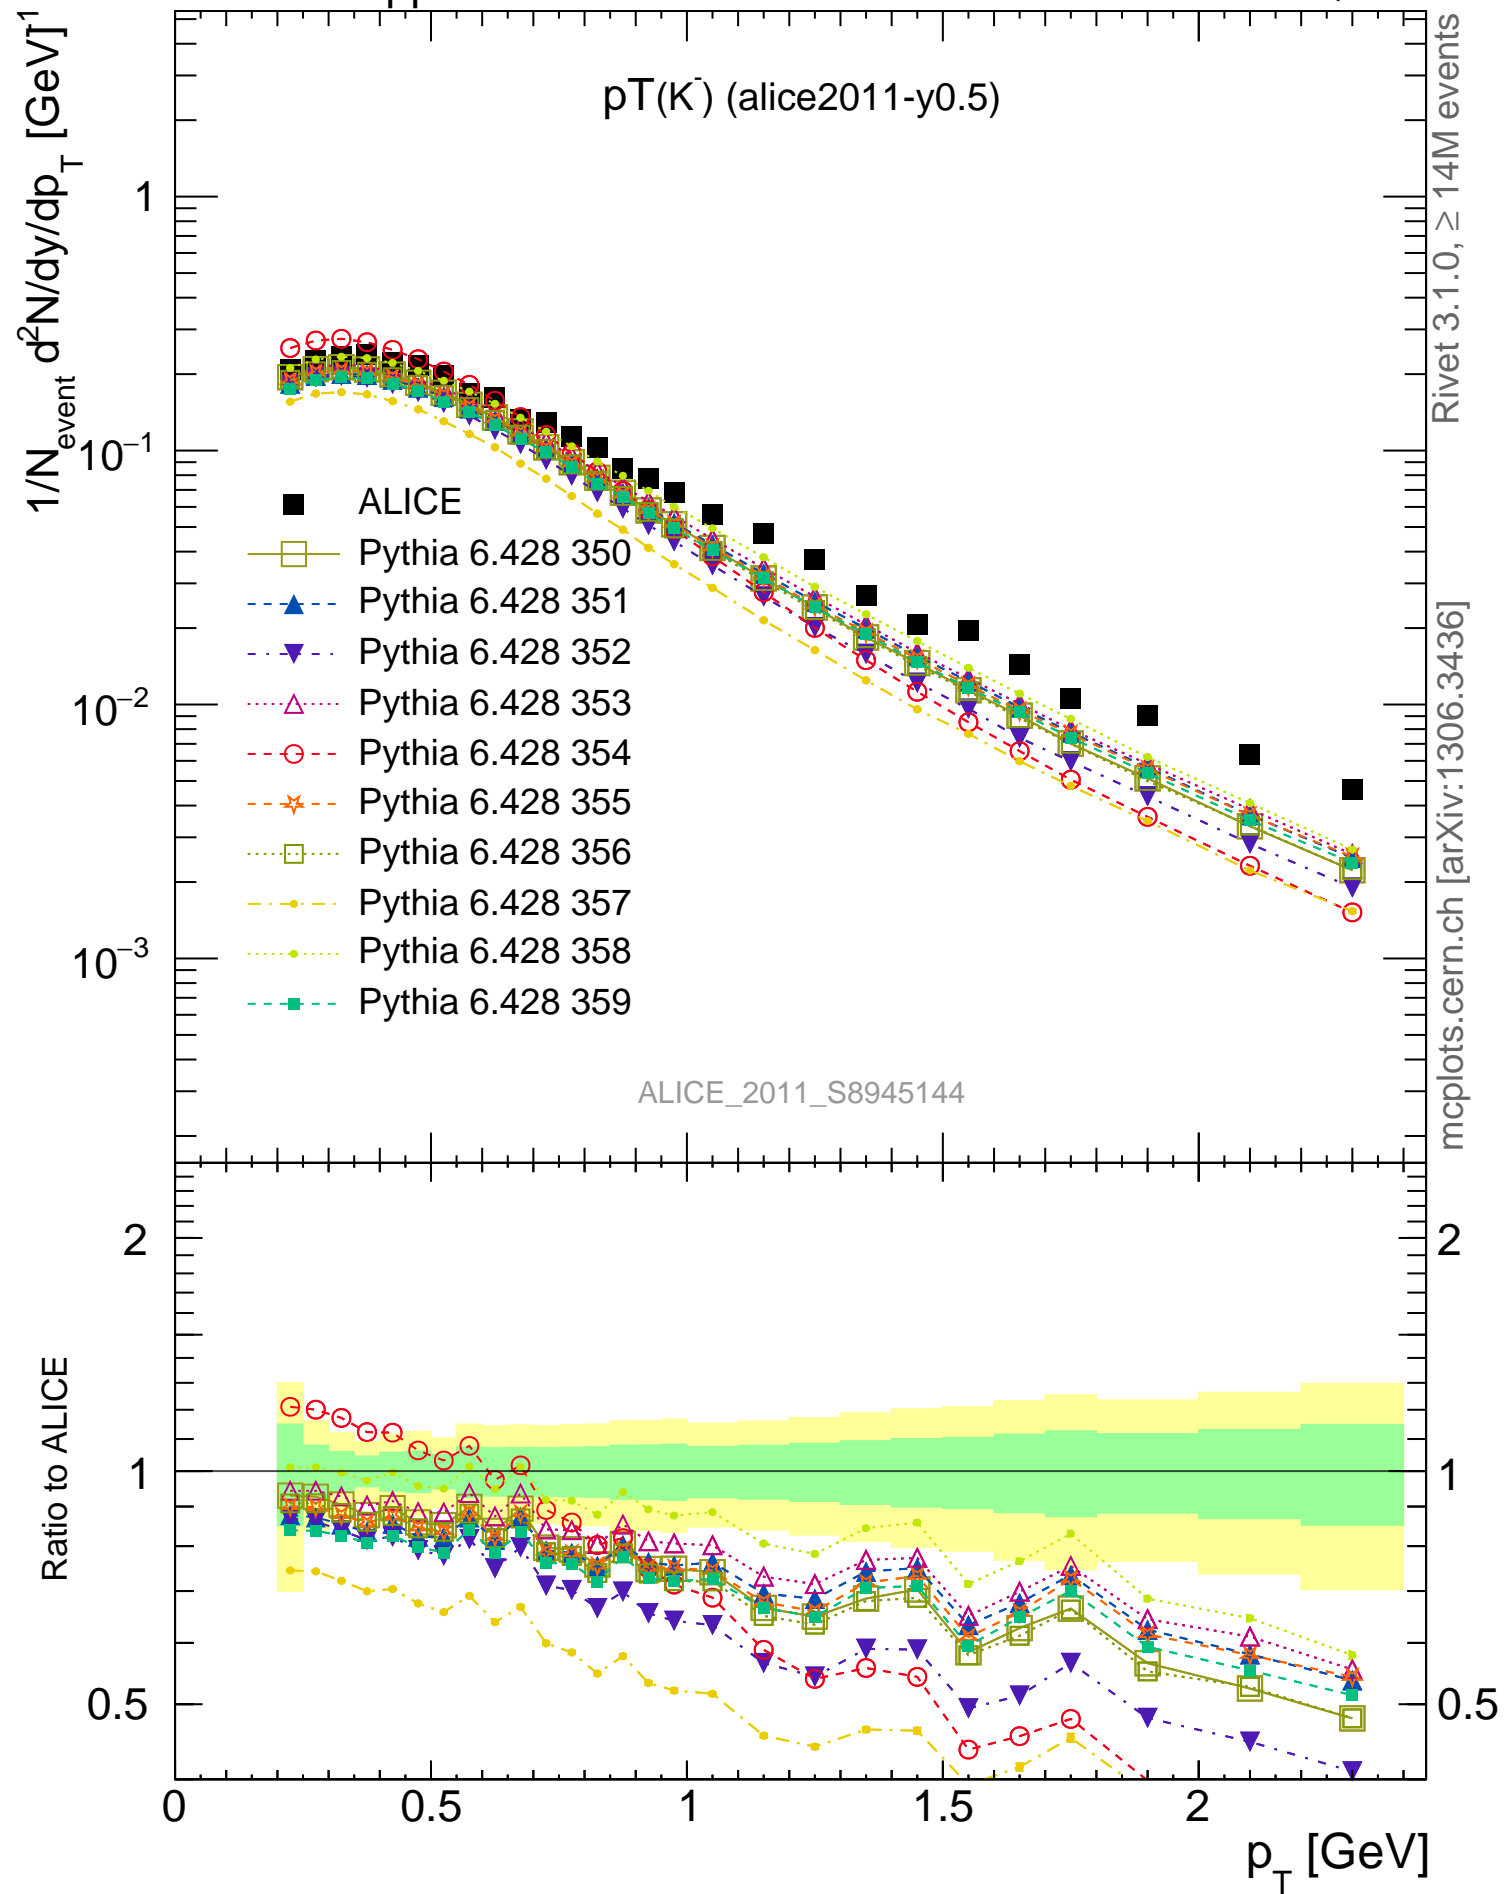 pT(K⁻) (alice2011-y0.5)
1/N_event d²N/dy/dp_T [GeV]⁻¹
1
10⁻¹
10⁻²
10⁻³
ALICE
Pythia 6.428 350
Pythia 6.428 351
Pythia 6.428 352
Pythia 6.428 353
Pythia 6.428 354
Pythia 6.428 355
Pythia 6.428 356
Pythia 6.428 357
Pythia 6.428 358
Pythia 6.428 359
ALICE_2011_S8945144
Rivet 3.1.0, ≥ 14M events
mcplots.cern.ch [arXiv:1306.3436]
Ratio to ALICE
2
1
0.5
2
1
0.5
0 0.5 1 1.5 2
p_T [GeV]